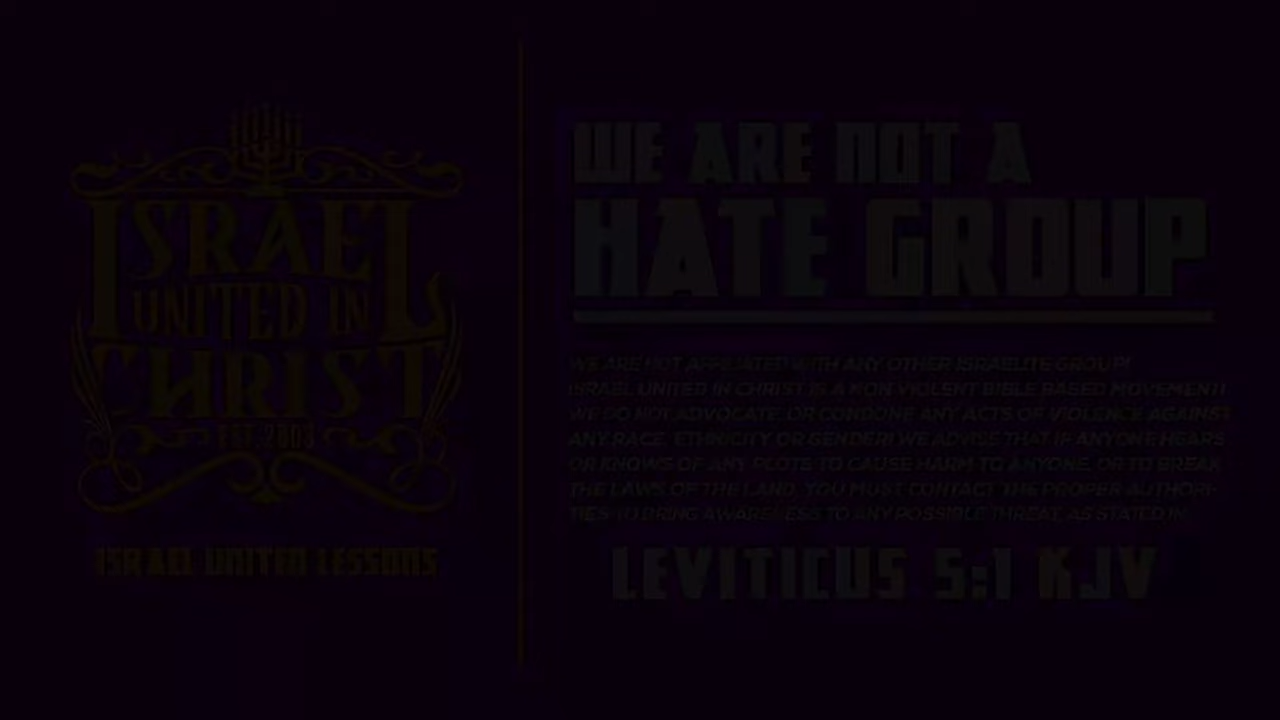 ISRAEL
UNITED IN
CHRIST
EST. 2003
ISRAEL UNITED LESSONS
WE ARE NOT A
HATE GROUP
WE ARE NOT AFFILIATED WITH ANY OTHER ISRAELITE GROUP!
ISRAEL UNITED IN CHRIST IS A NON VIOLENT BIBLE BASED MOVEMENT!
WE DO NOT ADVOCATE OR CONDONE ANY ACTS OF VIOLENCE AGAINST
ANY RACE, ETHNICITY OR GENDER! WE ADVISE THAT IF ANYONE HEARS
OR KNOWS OF ANY PLOTS TO CAUSE HARM TO ANYONE, OR TO BREAK
THE LAWS OF THE LAND, YOU MUST CONTACT THE PROPER AUTHORI-
TIES TO BRING AWARENESS TO ANY POSSIBLE THREAT, AS STATED IN
LEVITICUS 5:1 KJV